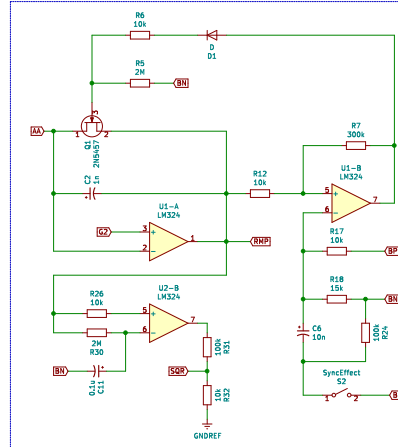 R6
10k
D
D1
R5
2M
BN
3
AA
1
2
Q1
2N5457
R7
300k
C2
1n
U1-A
LM324
R12
10k
U1-B
LM324
5
6
7
G2
3
2
1
RMP
R17
10k
BP
U2-B
LM324
R26
10k
5
6
7
2M
R30
R18
15k
BN
100k
R31
C6
10n
100k
R24
BN
0.1u
C11
SQR
SyncEffect
S2
10k
R32
1
2
B
GNDREF